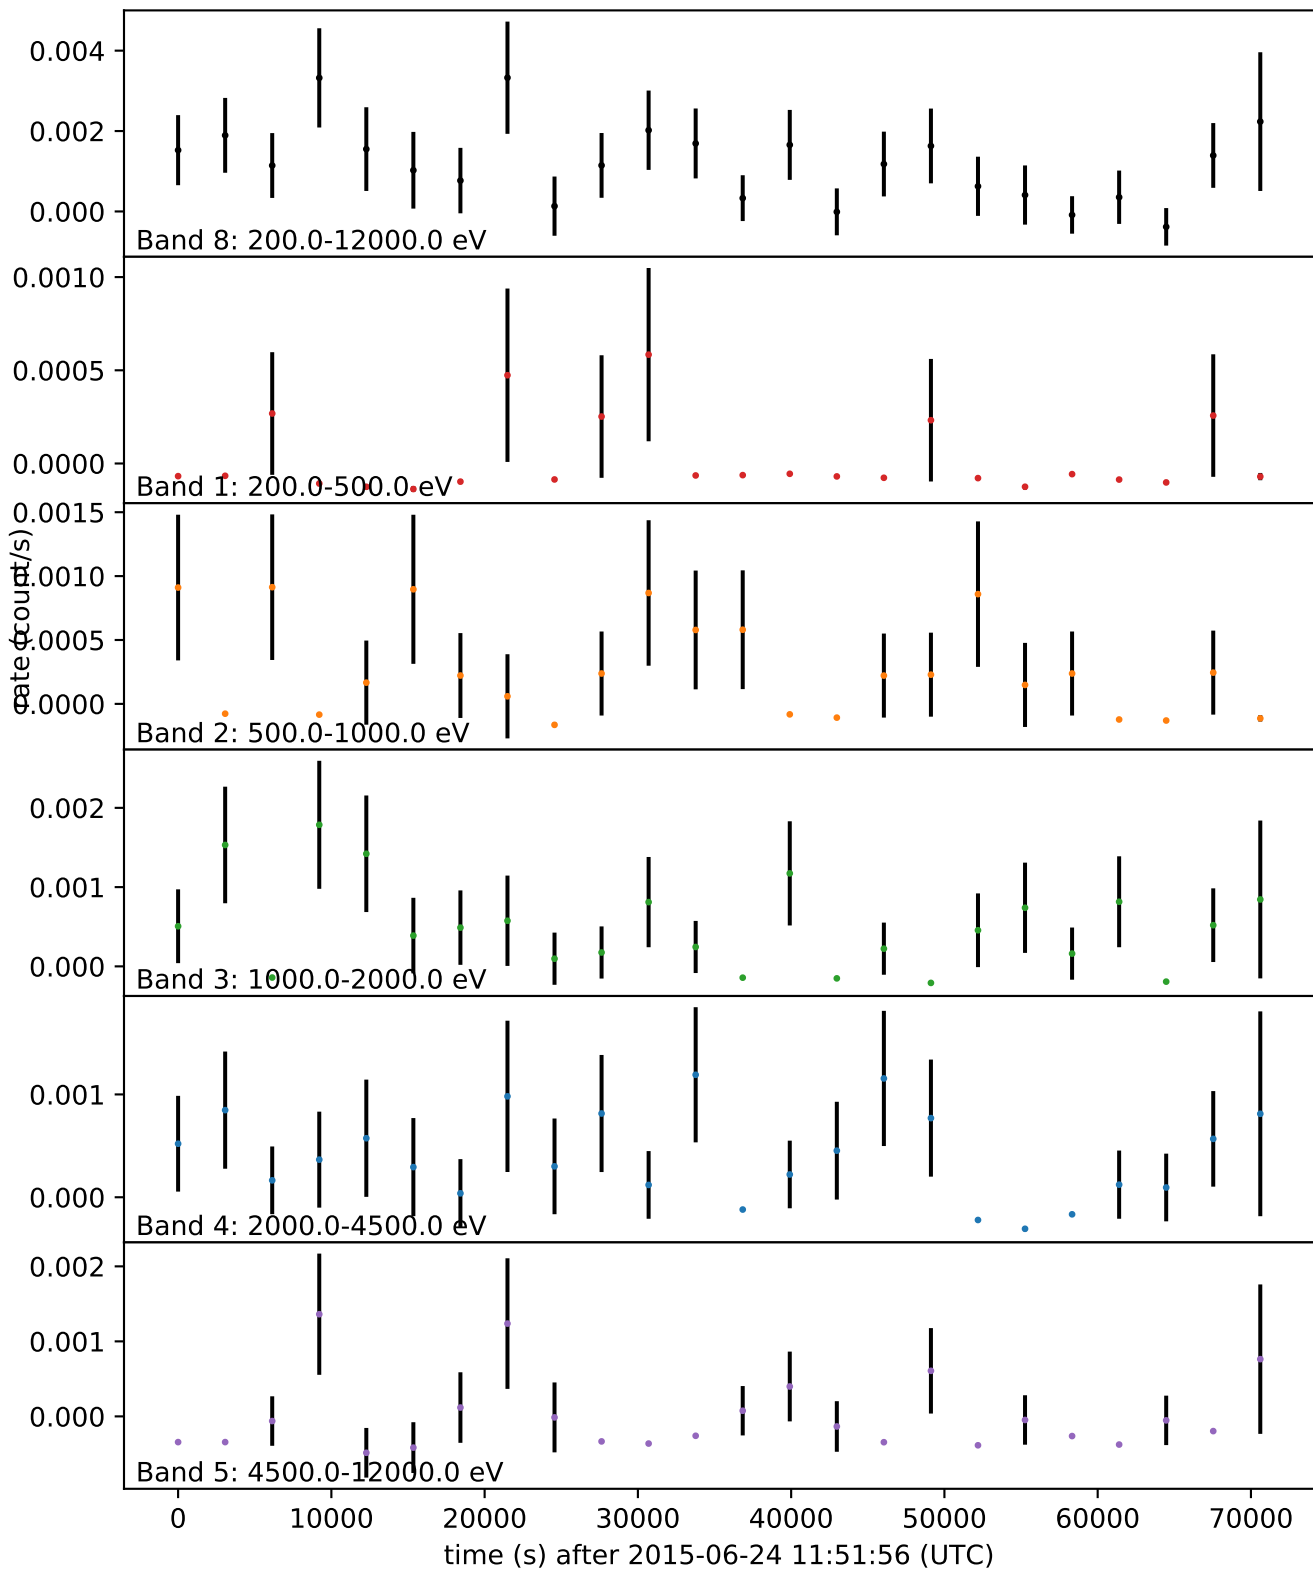 0.004
0.002
0.000
Band 8: 200.0-12000.0 eV
0.0010
0.0005
0.0000
Band 1: 200.0-500.0 eV
0.0015
0.0010
0.0005
0.0000
Band 2: 500.0-1000.0 eV
rate (count/s)
0.002
0.001
0.000
Band 3: 1000.0-2000.0 eV
0.001
0.000
Band 4: 2000.0-4500.0 eV
0.002
0.001
0.000
Band 5: 4500.0-12000.0 eV
0 10000 20000 30000 40000 50000 60000 70000
time (s) after 2015-06-24 11:51:56 (UTC)